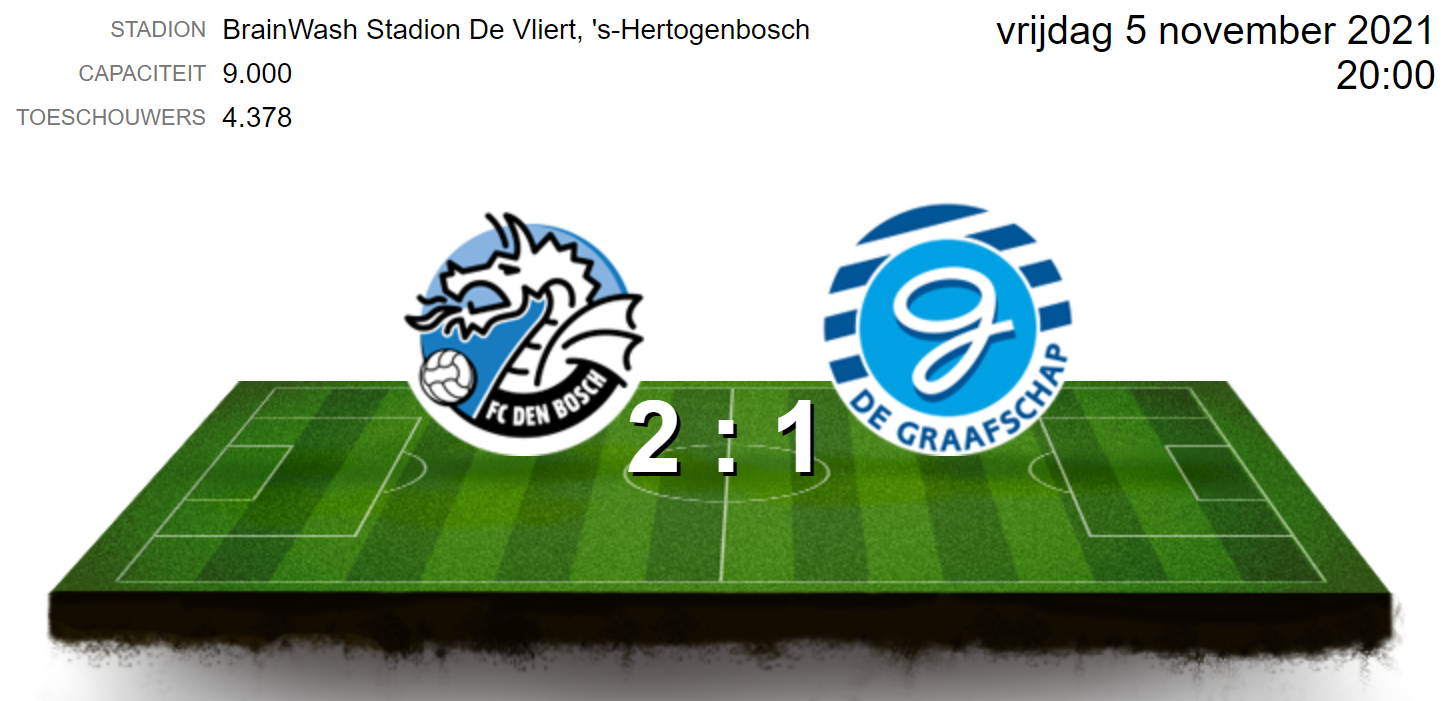 STADION BrainWash Stadion De Vliert, 's-Hertogenbosch
CAPACITEIT 9.000
TOESCHOUWERS 4.378
vrijdag 5 november 2021
20:00
FC DEN BOSCH
DE GRAAFSCHAP
2 : 1